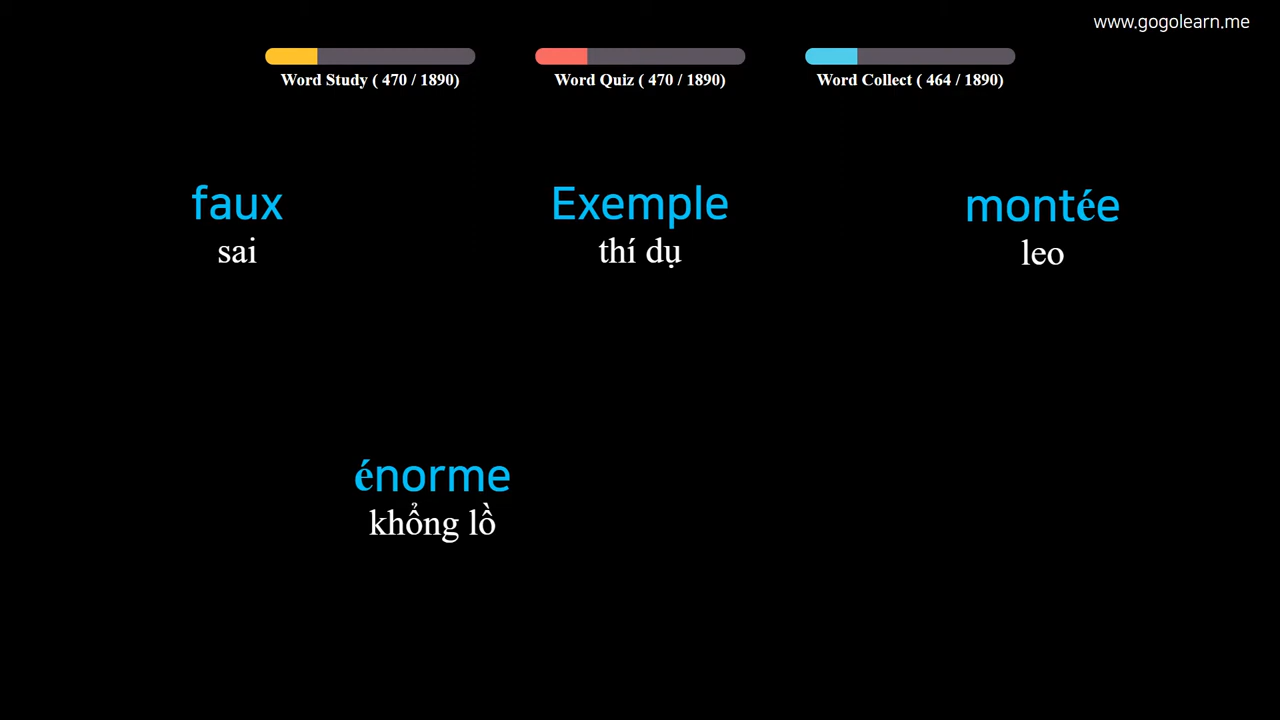 www.gogolearn.me
Word Study ( 470 / 1890)
Word Quiz ( 470 / 1890)
Word Collect ( 464 / 1890)
faux
sai
Exemple
thí dụ
montée
leo
énorme
khổng lồ